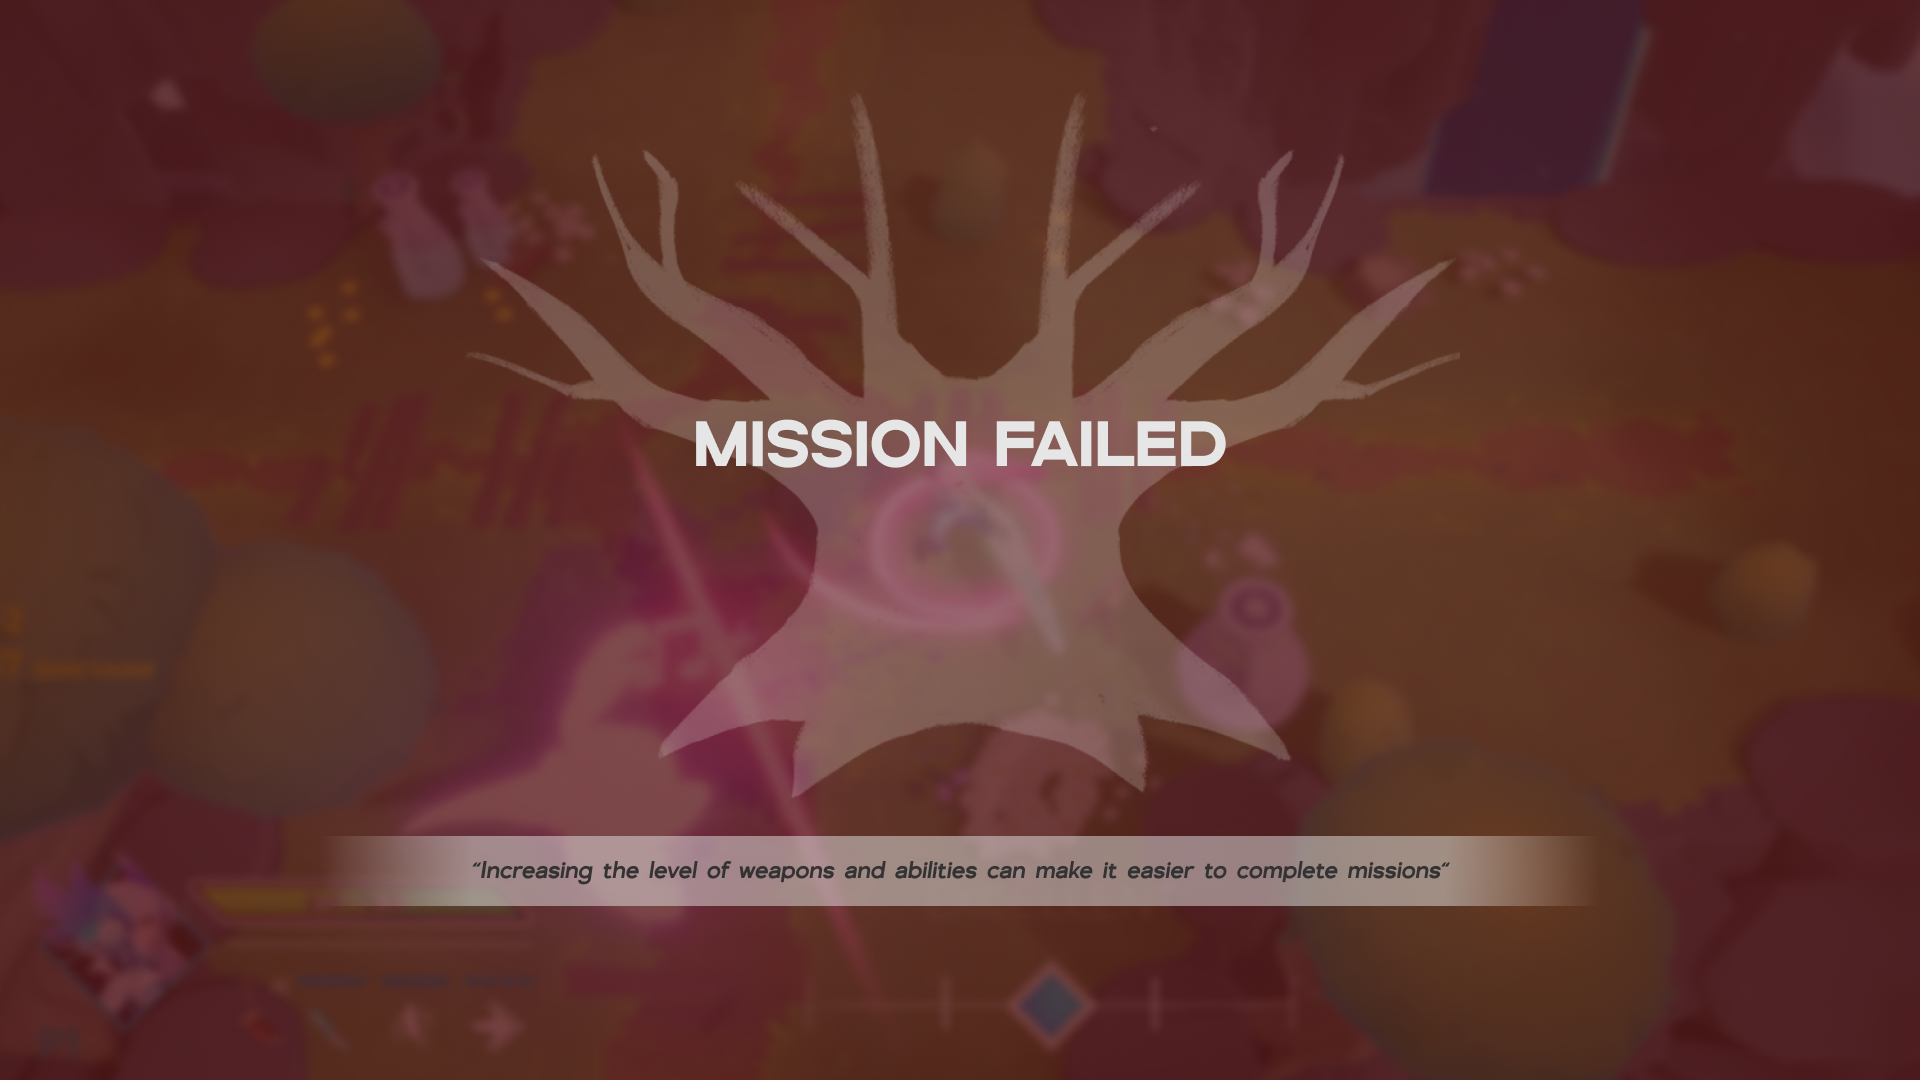 MISSION FAILED
“Increasing the level of weapons and abilities can make it easier to complete missions“